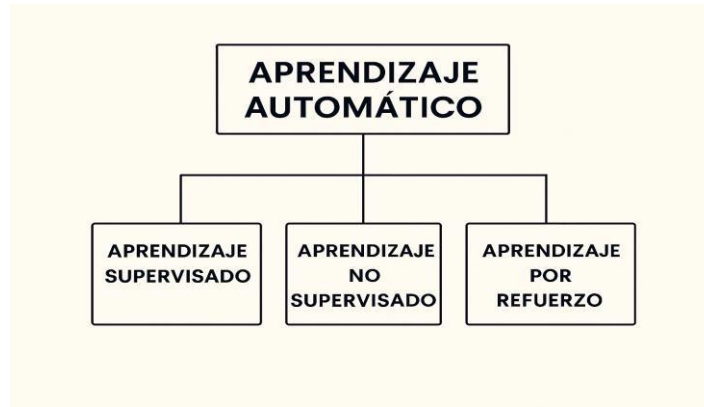 APRENDIZAJE
AUTOMÁTICO
APRENDIZAJE
SUPERVISADO
APRENDIZAJE
NO
SUPERVISADO
APRENDIZAJE
POR
REFUERZO